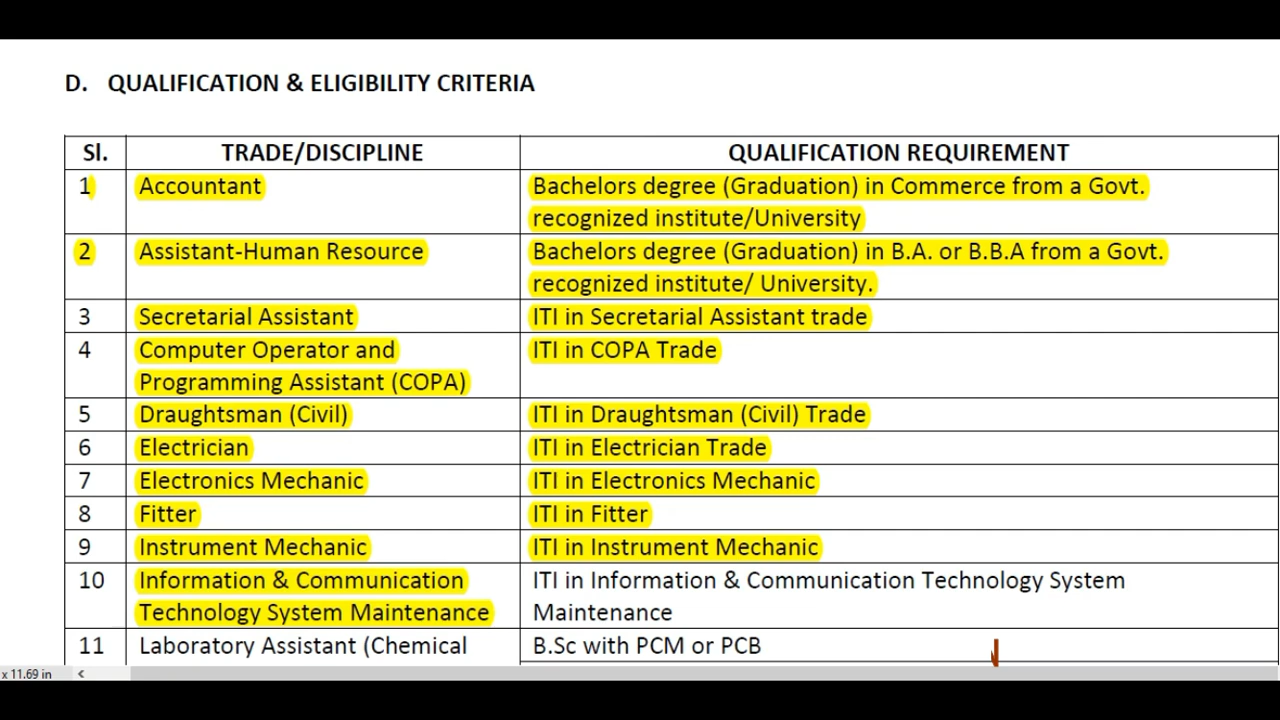 D. QUALIFICATION & ELIGIBILITY CRITERIA
Sl. TRADE/DISCIPLINE QUALIFICATION REQUIREMENT
1 Accountant Bachelors degree (Graduation) in Commerce from a Govt.
recognized institute/University
2 Assistant-Human Resource Bachelors degree (Graduation) in B.A. or B.B.A from a Govt.
recognized institute/ University.
3 Secretarial Assistant ITI in Secretarial Assistant trade
4 Computer Operator and ITI in COPA Trade
Programming Assistant (COPA)
5 Draughtsman (Civil) ITI in Draughtsman (Civil) Trade
6 Electrician ITI in Electrician Trade
7 Electronics Mechanic ITI in Electronics Mechanic
8 Fitter ITI in Fitter
9 Instrument Mechanic ITI in Instrument Mechanic
10 Information & Communication ITI in Information & Communication Technology System
Technology System Maintenance Maintenance
11 Laboratory Assistant (Chemical B.Sc with PCM or PCB
x 11.69 in